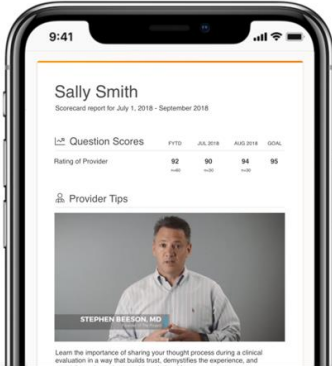 9:41
Sally Smith
Scorecard report for July 1, 2018 - September 2018
Question Scores FYTD JUL 2018 AUG 2018 GOAL
Rating of Provider 92 90 94 95
Provider Tips
STEPHEN BEESON, MD
Learn the importance of sharing your thought process during a clinical
evaluation in a way that builds trust, demystifies the experience, and